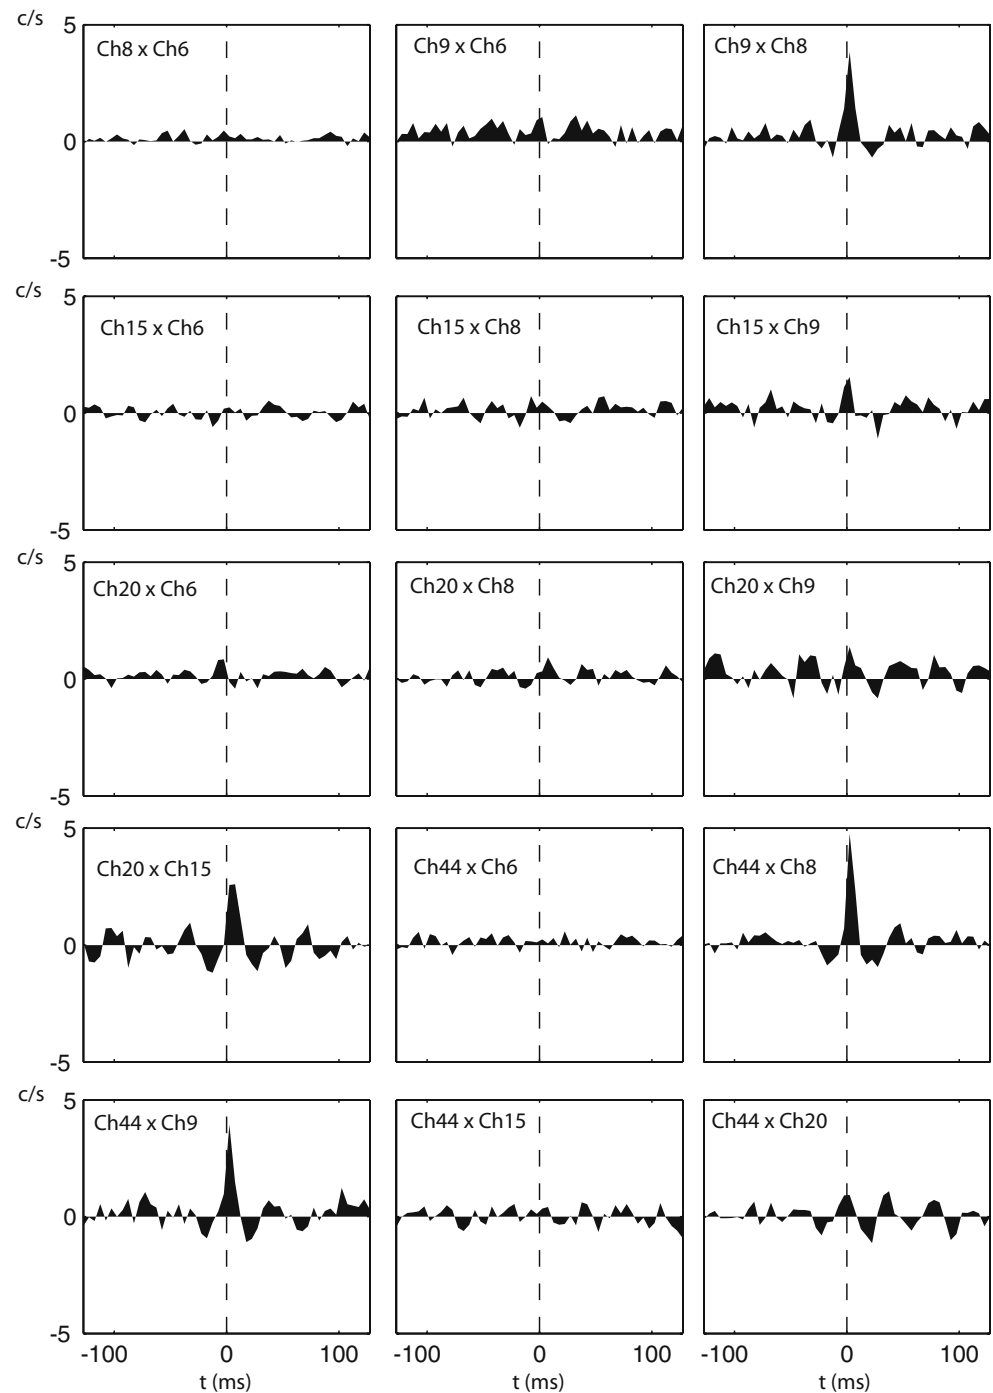 c/s
5
Ch8 x Ch6
Ch9 x Ch6
Ch9 x Ch8
0
-5
c/s
5
Ch15 x Ch6
Ch15 x Ch8
Ch15 x Ch9
0
-5
c/s
5
Ch20 x Ch6
Ch20 x Ch8
Ch20 x Ch9
0
-5
c/s
5
Ch20 x Ch15
Ch44 x Ch6
Ch44 x Ch8
0
-5
c/s
5
Ch44 x Ch9
Ch44 x Ch15
Ch44 x Ch20
0
-5
-100 0 100 -100 0 100 -100 0 100
t (ms) t (ms) t (ms)